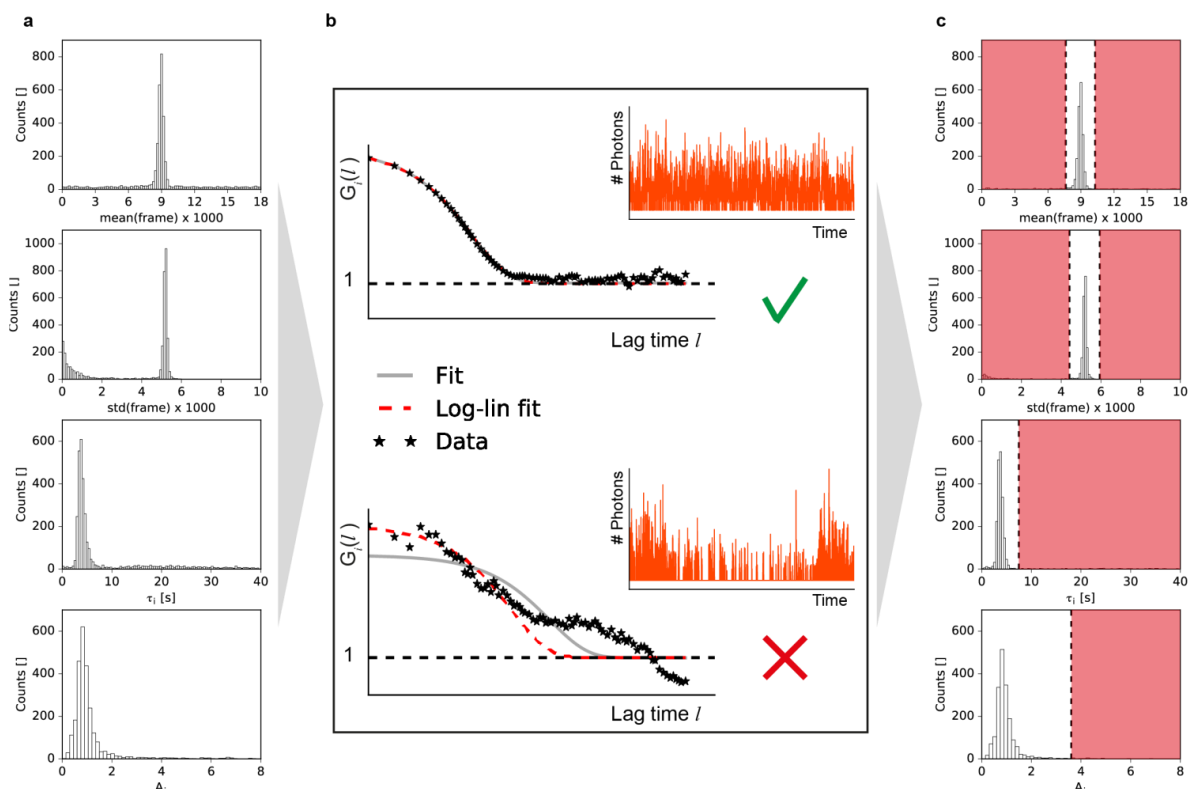 a
Counts []
800
600
400
200
0
0 3 6 9 12 15 18
mean(frame) x 1000
Counts []
1000
800
600
400
200
0
0 2 4 6 8 10
std(frame) x 1000
Counts []
600
400
200
0
0 10 20 30 40
τi [s]
Counts []
600
400
200
0
0 2 4 6 8
b
Gi(l)
1
Lag time l
# Photons
Time
Fit
Log-lin fit
Data
Gi(l)
1
Lag time l
# Photons
Time
c
Counts []
800
600
400
200
0
0 3 6 9 12 15 18
mean(frame) x 1000
Counts []
1000
800
600
400
200
0
0 2 4 6 8 10
std(frame) x 1000
Counts []
600
400
200
0
0 10 20 30 40
τi [s]
Counts []
600
400
200
0
0 2 4 6 8